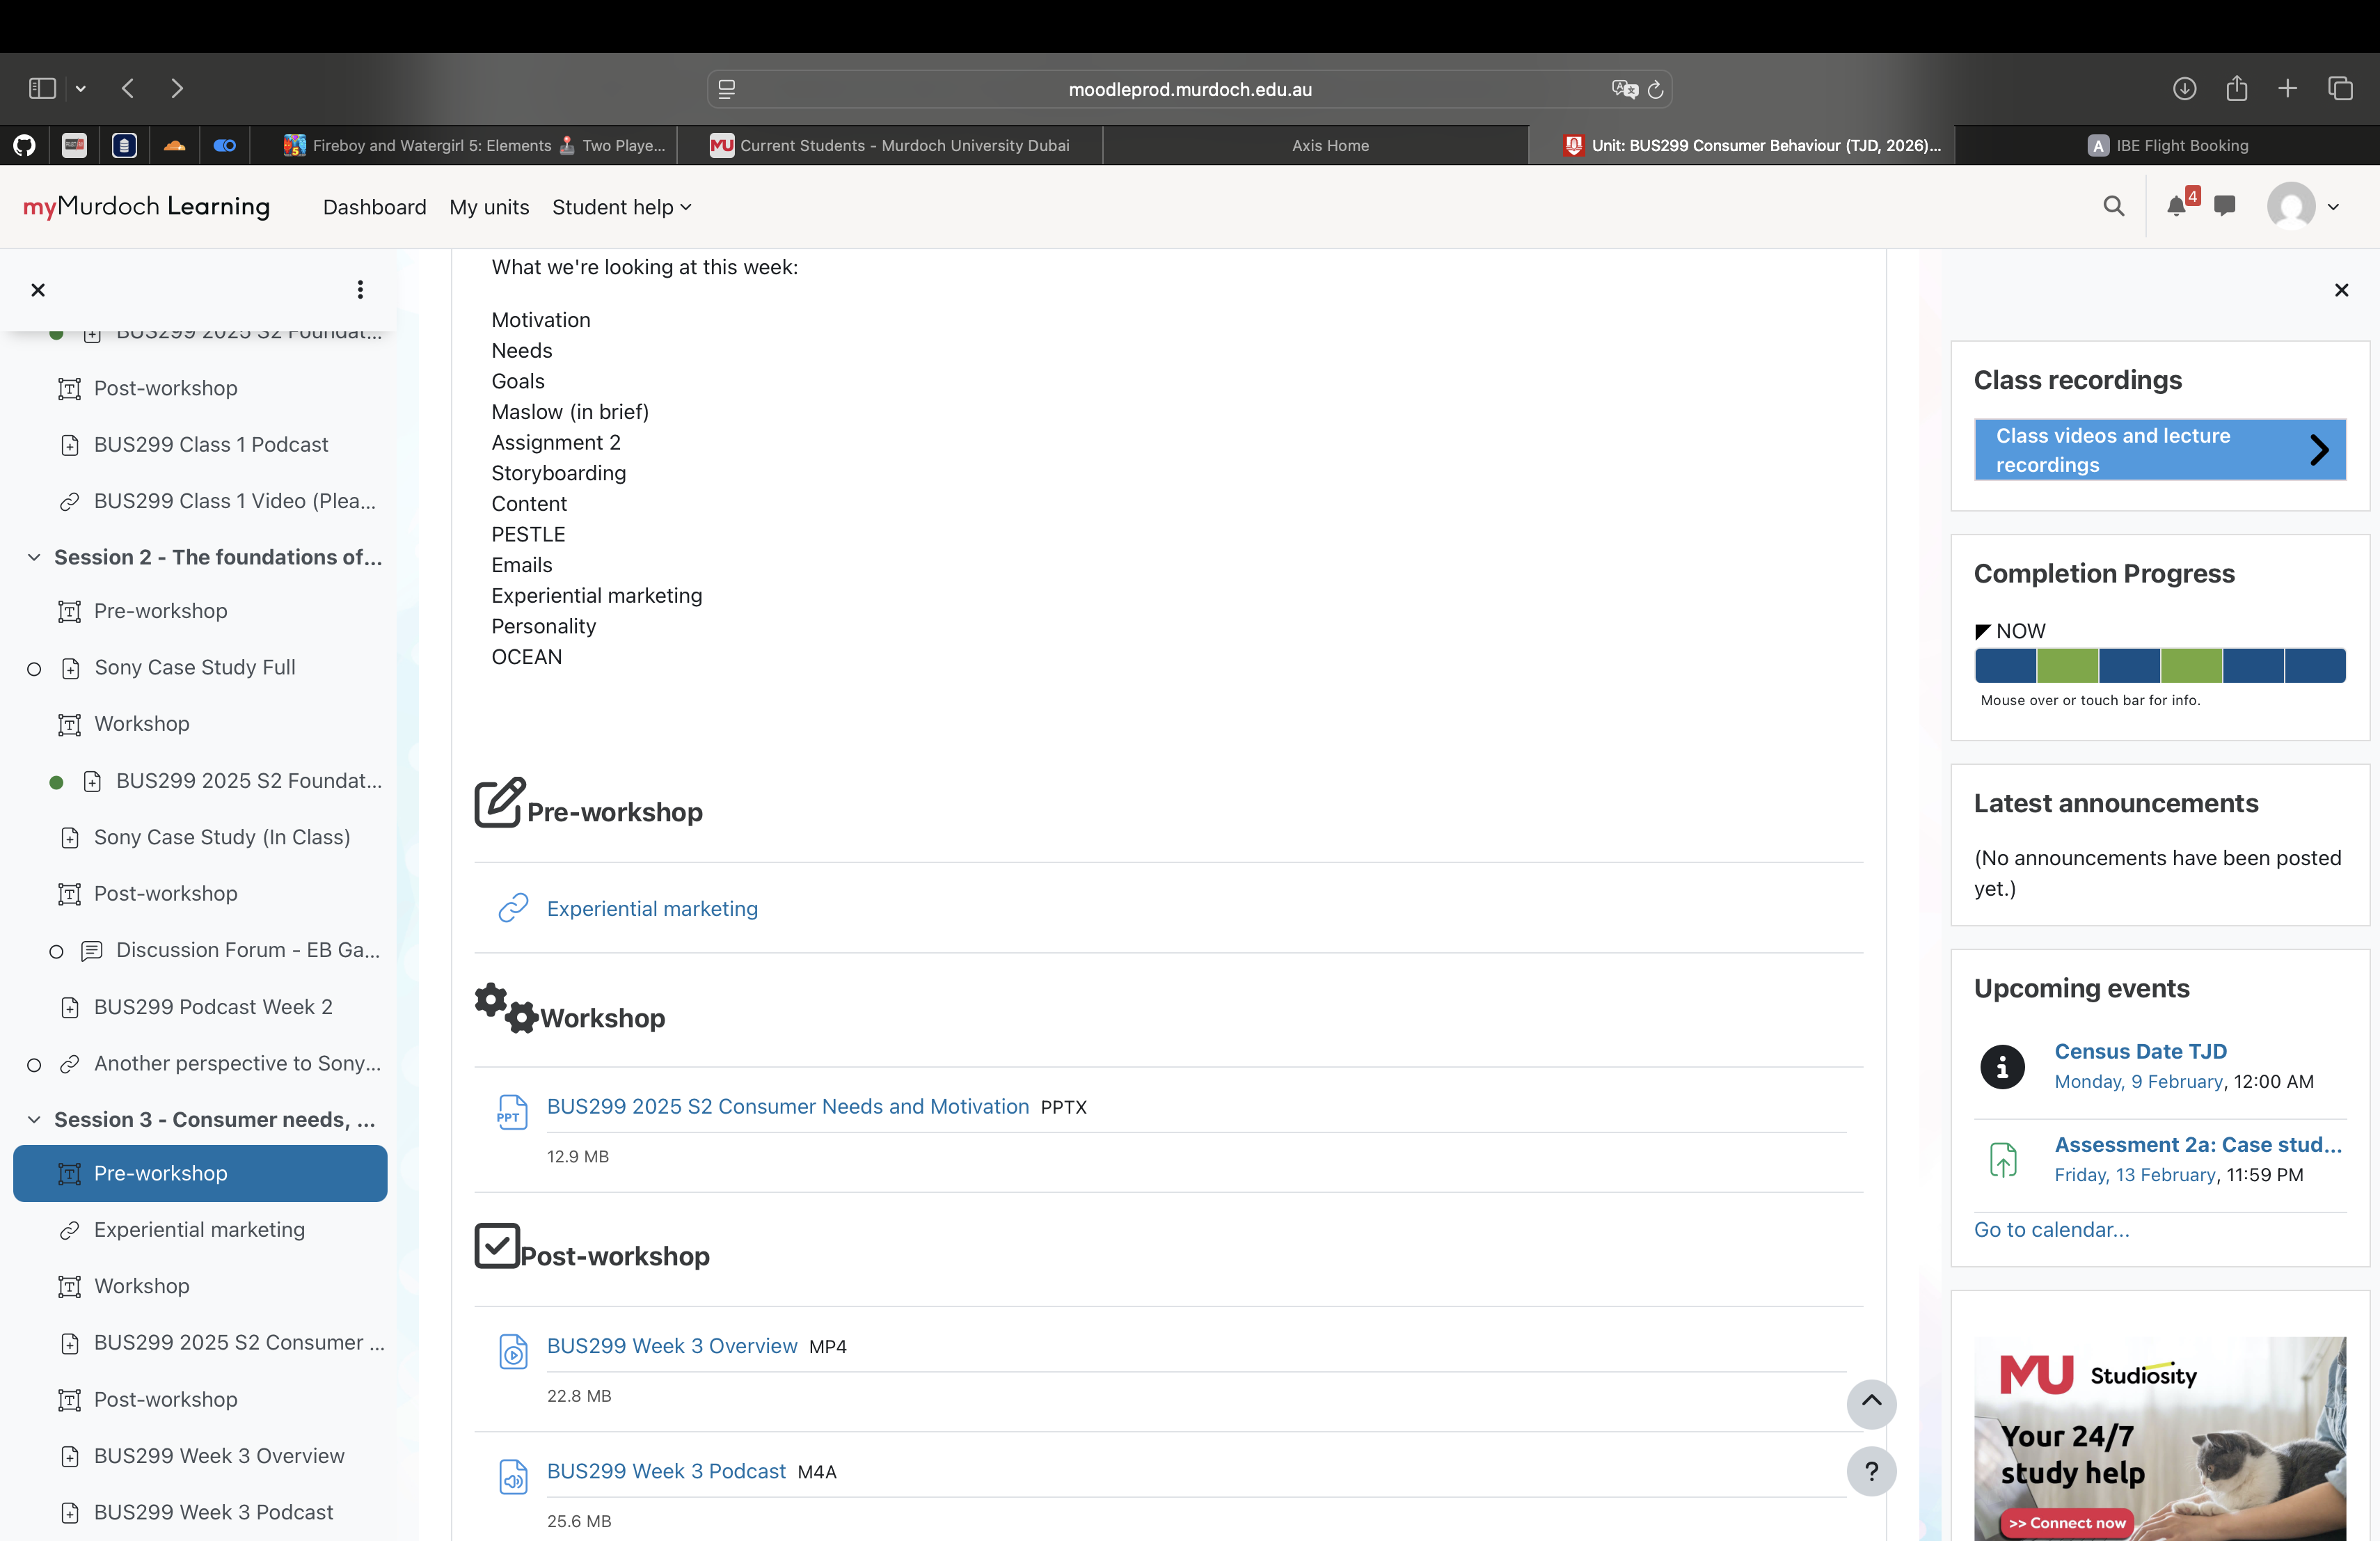 moodleprod.murdoch.edu.au
Fireboy and Watergirl 5: Elements 🕹️ Two Playe...
MU Current Students - Murdoch University Dubai
Axis Home
Unit: BUS299 Consumer Behaviour (TJD, 2026)...
A IBE Flight Booking
myMurdoch Learning
Dashboard
My units
Student help
4
BUS299 2025 S2 Foundat...
Post-workshop
BUS299 Class 1 Podcast
BUS299 Class 1 Video (Plea...
Session 2 - The foundations of...
Pre-workshop
Sony Case Study Full
Workshop
BUS299 2025 S2 Foundat...
Sony Case Study (In Class)
Post-workshop
Discussion Forum - EB Ga...
BUS299 Podcast Week 2
Another perspective to Sony...
Session 3 - Consumer needs, ...
Pre-workshop
Experiential marketing
Workshop
BUS299 2025 S2 Consumer ...
Post-workshop
BUS299 Week 3 Overview
BUS299 Week 3 Podcast
What we're looking at this week:
Motivation
Needs
Goals
Maslow (in brief)
Assignment 2
Storyboarding
Content
PESTLE
Emails
Experiential marketing
Personality
OCEAN
Pre-workshop
Experiential marketing
Workshop
PPT
BUS299 2025 S2 Consumer Needs and Motivation PPTX
12.9 MB
Post-workshop
BUS299 Week 3 Overview MP4
22.8 MB
BUS299 Week 3 Podcast M4A
25.6 MB
?
Class recordings
Class videos and lecture
recordings
Completion Progress
NOW
Mouse over or touch bar for info.
Latest announcements
(No announcements have been posted
yet.)
Upcoming events
Census Date TJD
Monday, 9 February, 12:00 AM
Assessment 2a: Case stud...
Friday, 13 February, 11:59 PM
Go to calendar...
MU Studiosity
Your 24/7
study help
>> Connect now